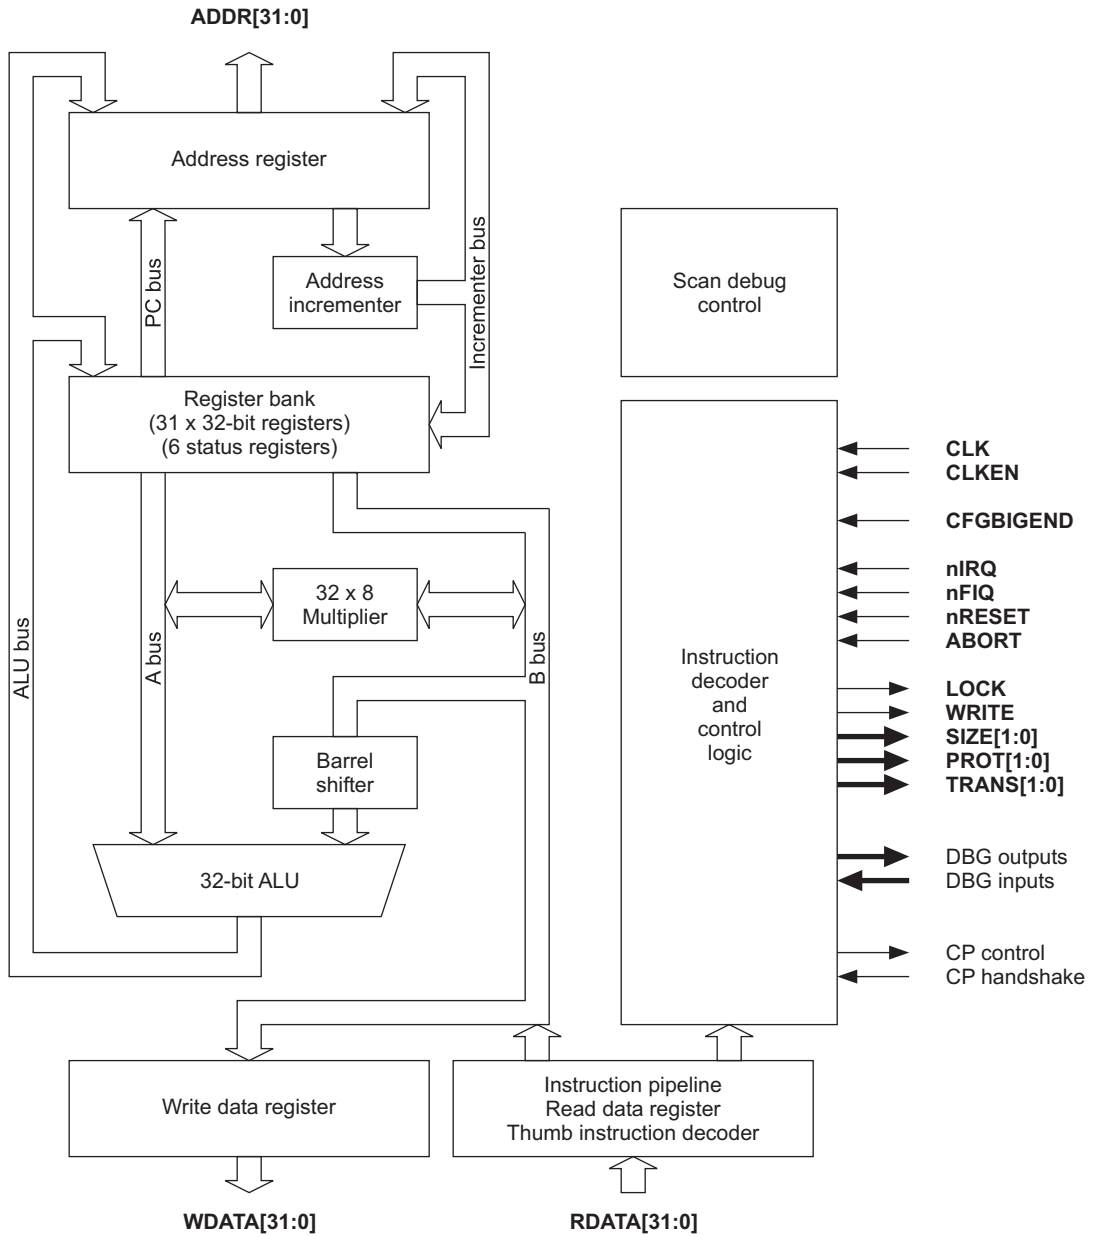 ADDR[31:0]
Address register
PC bus
Address
incrementer
Incrementer bus
Scan debug
control
Register bank
(31 x 32-bit registers)
(6 status registers)
ALU bus
A bus
32 x 8
Multiplier
B bus
Barrel
shifter
32-bit ALU
Instruction
decoder
and
control
logic
CLK
CLKEN
CFGBIGEND
nIRQ
nFIQ
nRESET
ABORT
LOCK
WRITE
SIZE[1:0]
PROT[1:0]
TRANS[1:0]
DBG outputs
DBG inputs
CP control
CP handshake
Write data register
Instruction pipeline
Read data register
Thumb instruction decoder
WDATA[31:0]
RDATA[31:0]